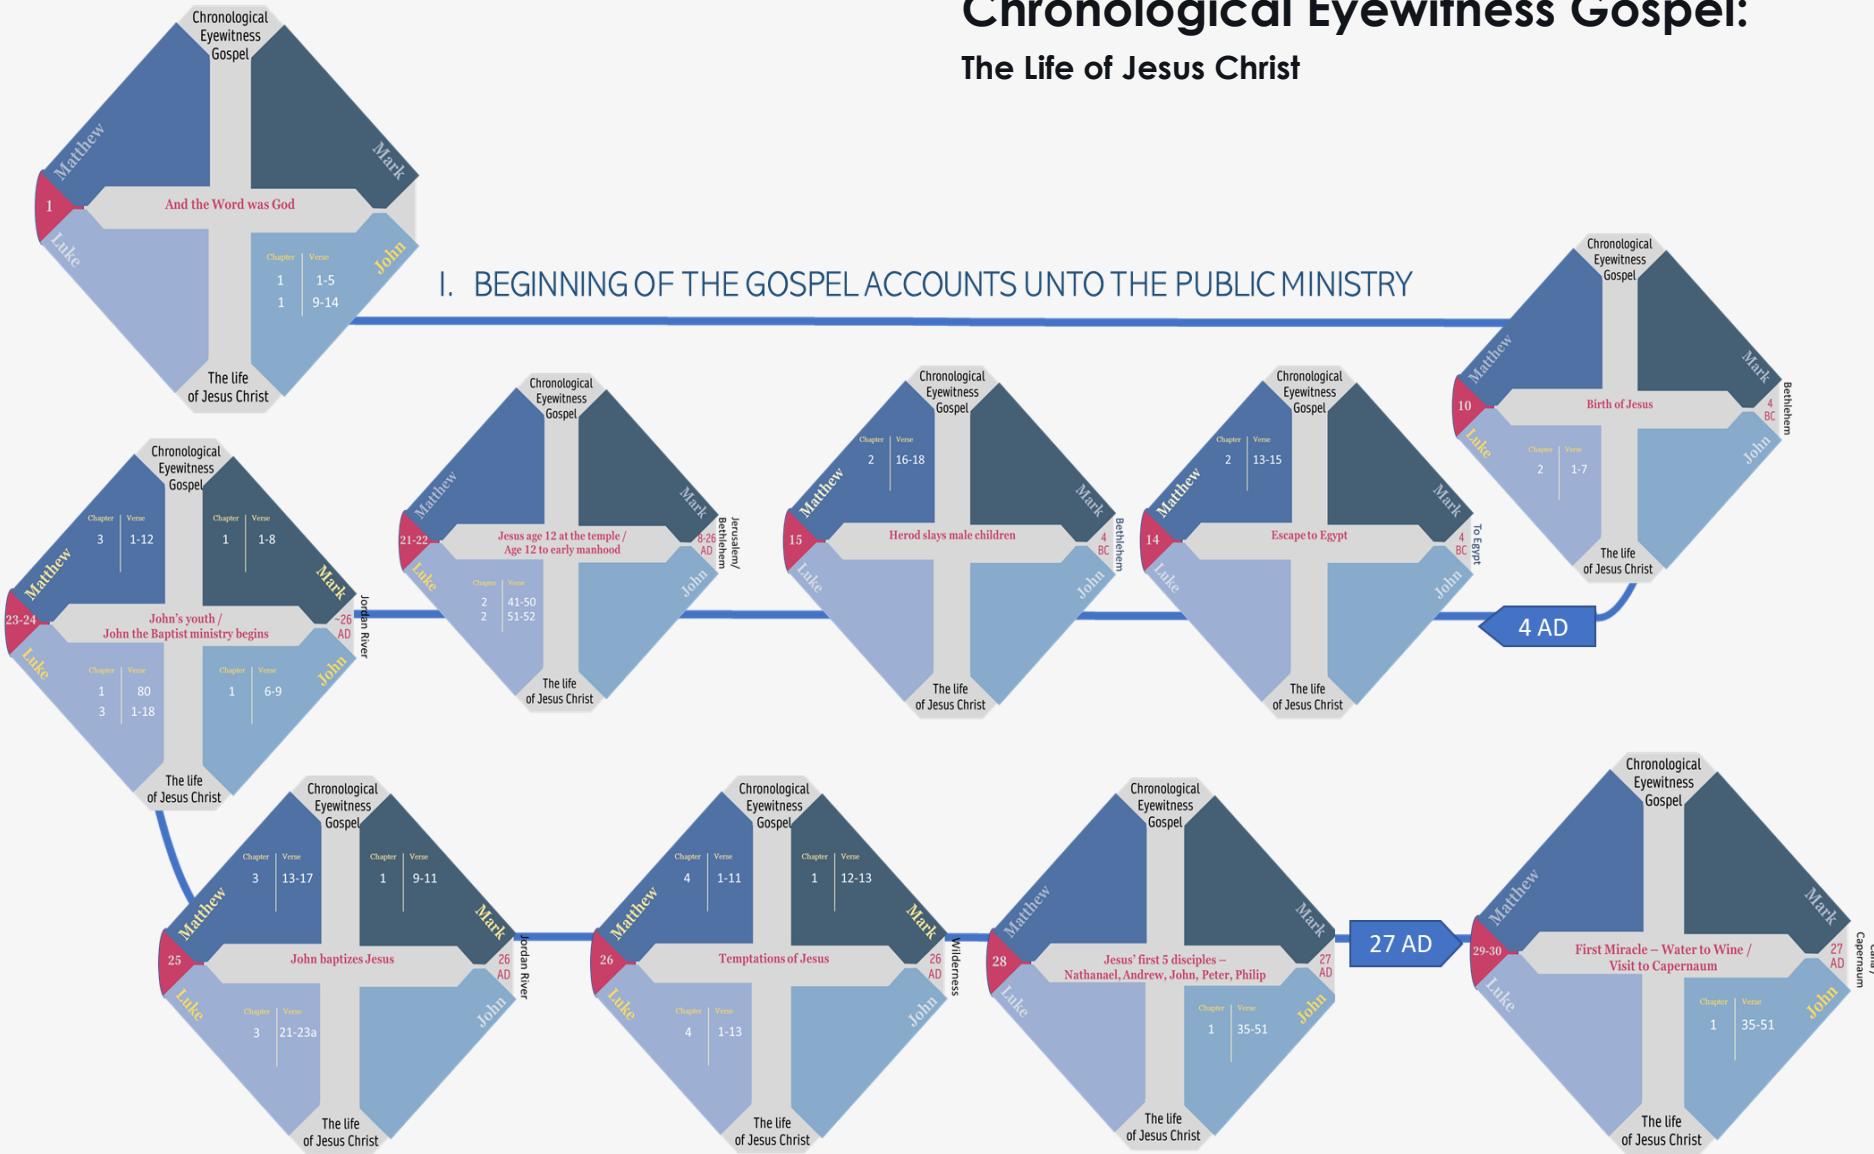 Chronological Eyewitness Gospel:
The Life of Jesus Christ
Chronological
Eyewitness
Gospel
Matthew
Mark
1
And the Word was God
Luke
John
Chapter Verse
1 1-5
1 9-14
The life
of Jesus Christ
I. BEGINNING OF THE GOSPEL ACCOUNTS UNTO THE PUBLIC MINISTRY
Chronological
Eyewitness
Gospel
Matthew
Mark
10
Birth of Jesus
4
BC
Bethlehem
Luke
John
Chapter Verse
2 1-7
The life
of Jesus Christ
4 AD
Chronological
Eyewitness
Gospel
Matthew
Chapter Verse
2 13-15
Mark
14
Escape to Egypt
4
BC
To Egypt
Luke
John
The life
of Jesus Christ
Chronological
Eyewitness
Gospel
Matthew
Chapter Verse
2 16-18
Mark
15
Herod slays male children
4
BC
Bethlehem
Luke
John
The life
of Jesus Christ
Chronological
Eyewitness
Gospel
Matthew
Mark
21-22
Jesus age 12 at the temple /
Age 12 to early manhood
8-26
AD
Jerusalem/
Bethlehem
Luke
John
Chapter Verse
2 41-50
2 51-52
The life
of Jesus Christ
Chronological
Eyewitness
Gospel
Matthew
Chapter Verse
3 1-12
Mark
Chapter Verse
1 1-8
23-24
John's youth /
John the Baptist ministry begins
~26
AD
Jordan River
Luke
Chapter Verse
1 80
3 1-18
John
Chapter Verse
1 6-9
The life
of Jesus Christ
Chronological
Eyewitness
Gospel
Matthew
Chapter Verse
3 13-17
Mark
Chapter Verse
1 9-11
25
John baptizes Jesus
26
AD
Jordan River
Luke
Chapter Verse
3 21-23a
John
The life
of Jesus Christ
Chronological
Eyewitness
Gospel
Matthew
Chapter Verse
4 1-11
Mark
Chapter Verse
1 12-13
26
Temptations of Jesus
26
AD
Wilderness
Luke
Chapter Verse
4 1-13
John
The life
of Jesus Christ
Chronological
Eyewitness
Gospel
Matthew
Mark
28
Jesus' first 5 disciples –
Nathanael, Andrew, John, Peter, Philip
27
AD
Luke
John
Chapter Verse
1 35-51
The life
of Jesus Christ
27 AD
Chronological
Eyewitness
Gospel
Matthew
Mark
29-30
First Miracle – Water to Wine /
Visit to Capernaum
27
AD
Capernaum
Luke
John
Chapter Verse
1 35-51
The life
of Jesus Christ